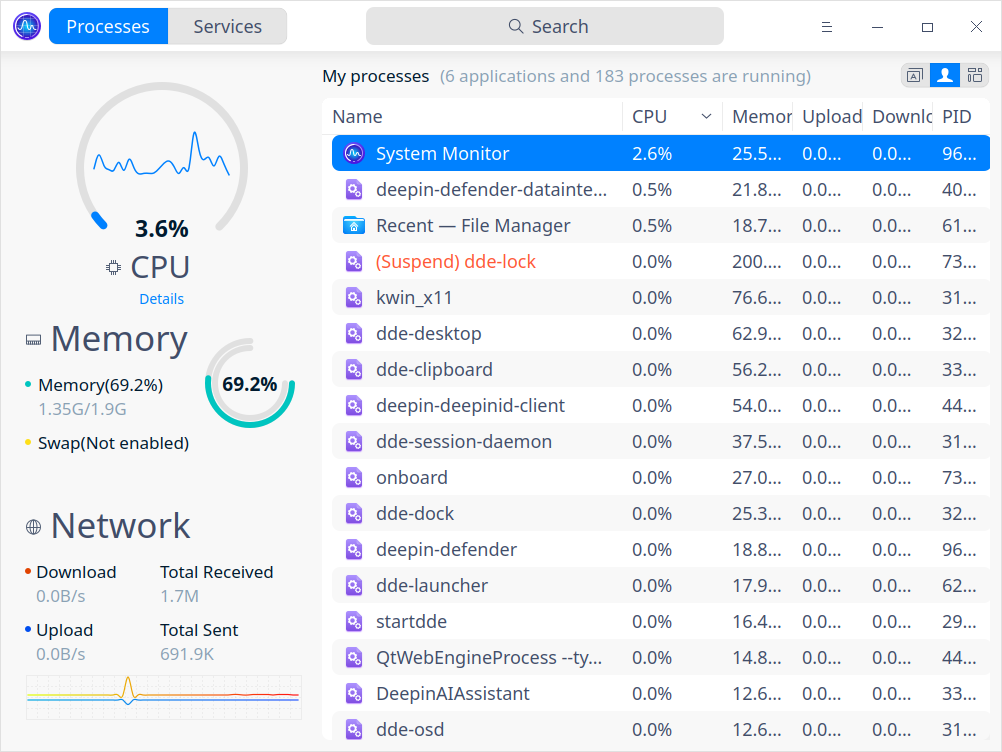 Processes Services Search
My processes (6 applications and 183 processes are running)
3.6%
CPU
Details
Memory
Memory(69.2%)
1.35G/1.9G
Swap(Not enabled)
69.2%
Network
Download Total Received
0.0B/s 1.7M
Upload Total Sent
0.0B/s 691.9K
Name CPU Memor Upload Downlo PID
System Monitor 2.6% 25.5... 0.0... 0.0... 96...
deepin-defender-datainte... 0.5% 21.8... 0.0... 0.0... 40...
Recent — File Manager 0.5% 18.7... 0.0... 0.0... 61...
(Suspend) dde-lock 0.0% 200.... 0.0... 0.0... 73...
kwin_x11 0.0% 76.6... 0.0... 0.0... 31...
dde-desktop 0.0% 62.9... 0.0... 0.0... 32...
dde-clipboard 0.0% 56.2... 0.0... 0.0... 33...
deepin-deepinid-client 0.0% 54.0... 0.0... 0.0... 44...
dde-session-daemon 0.0% 37.5... 0.0... 0.0... 31...
onboard 0.0% 27.0... 0.0... 0.0... 73...
dde-dock 0.0% 25.3... 0.0... 0.0... 32...
deepin-defender 0.0% 18.8... 0.0... 0.0... 96...
dde-launcher 0.0% 17.9... 0.0... 0.0... 62...
startdde 0.0% 16.4... 0.0... 0.0... 29...
QtWebEngineProcess --ty... 0.0% 14.8... 0.0... 0.0... 44...
DeepinAIAssistant 0.0% 12.6... 0.0... 0.0... 33...
dde-osd 0.0% 12.6... 0.0... 0.0... 31...